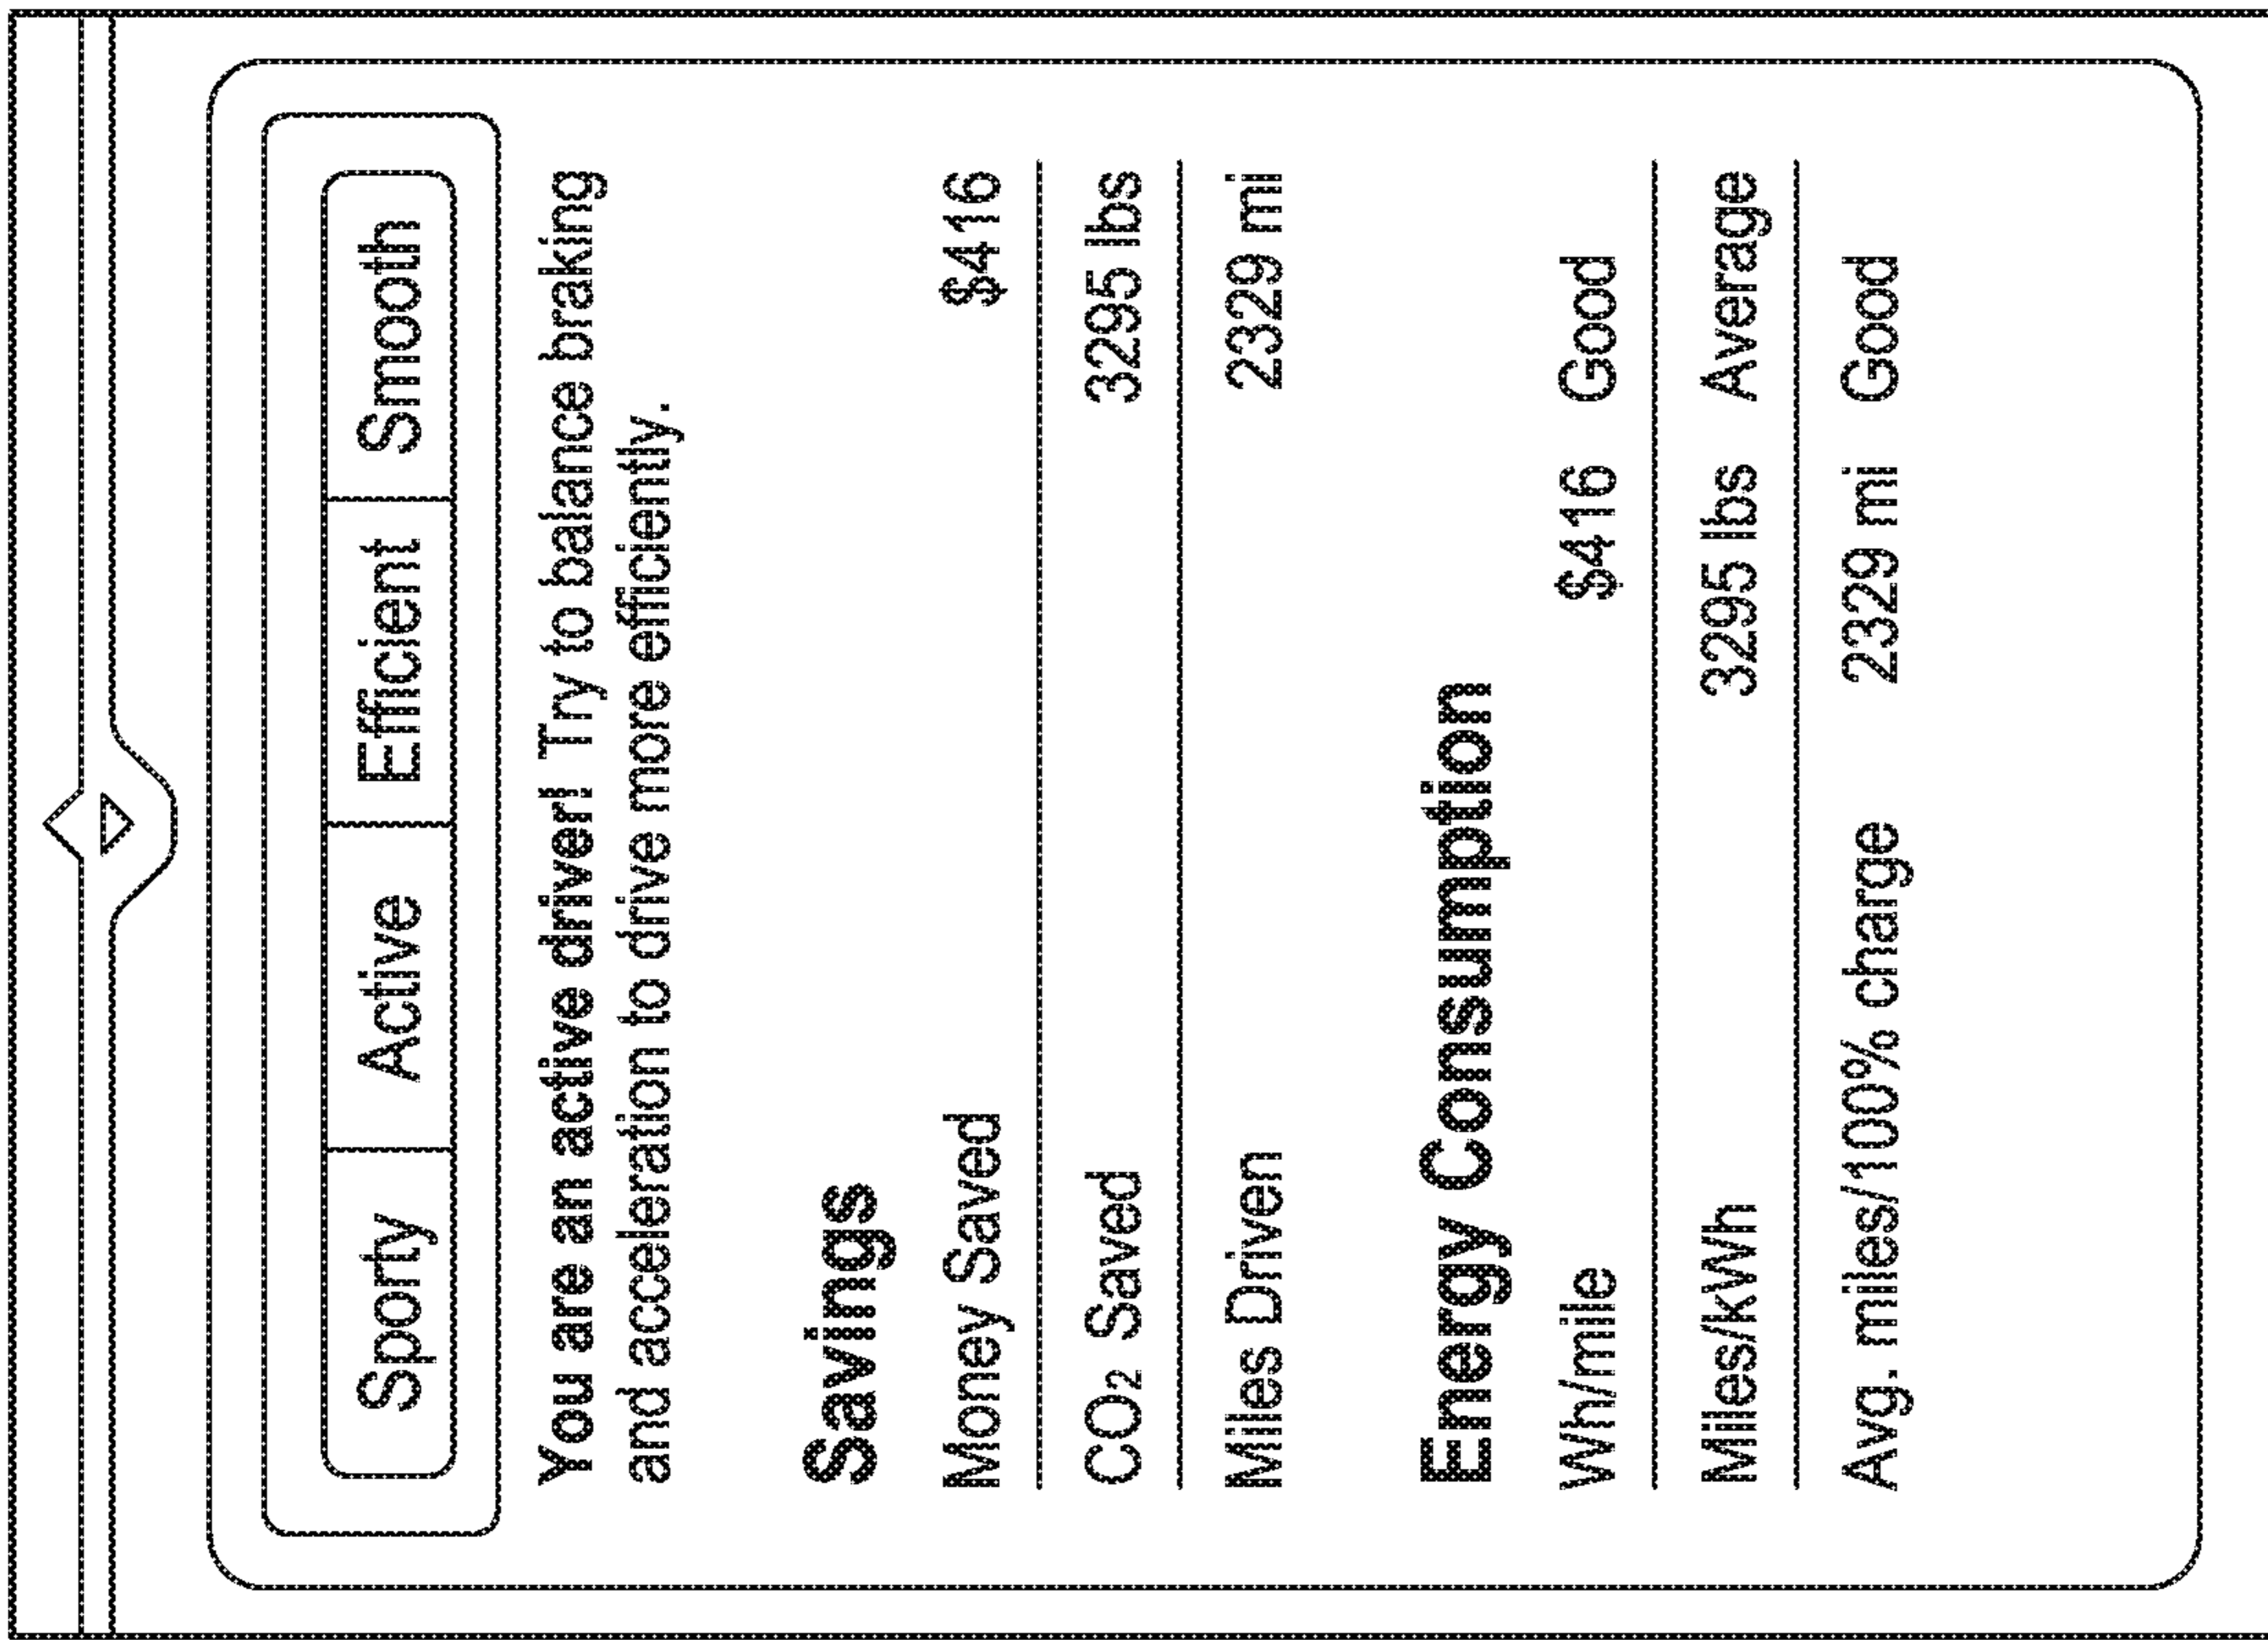 Sporty Active Efficient Smooth
You are an active driver! Try to balance braking
and acceleration to drive more efficiently.
Savings
Money Saved $416
CO₂ Saved 3295 lbs
Miles Driven 2329 mi
Energy Consumption
Wh/mile $416 Good
Miles/kWh 3295 lbs Average
Avg. miles/100% charge 2329 mi Good